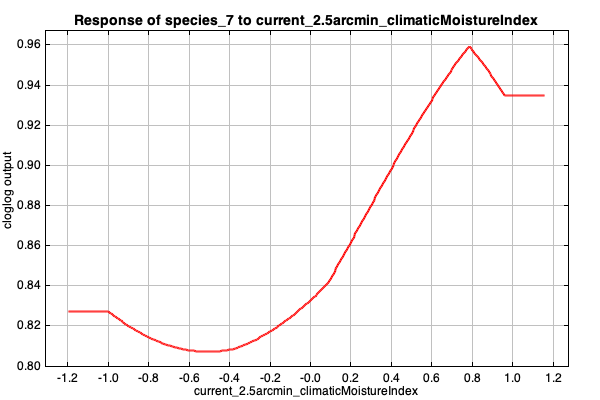 Response of species_7 to current_2.5arcmin_climaticMoistureIndex
cloglog output
0.96
0.94
0.92
0.90
0.88
0.86
0.84
0.82
0.80
-1.2 -1.0 -0.8 -0.6 -0.4 -0.2 -0.0 0.2 0.4 0.6 0.8 1.0 1.2
current_2.5arcmin_climaticMoistureIndex